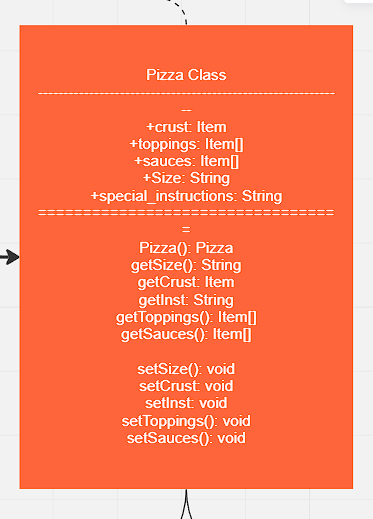 Pizza Class
------------------------------------------------------------
--
+crust: Item
+toppings: Item[]
+sauces: Item[]
+Size: String
+special_instructions: String
==================================
=
Pizza(): Pizza
getSize(): String
getCrust: Item
getInst: String
getToppings(): Item[]
getSauces(): Item[]
setSize(): void
setCrust: void
setInst: void
setToppings(): void
setSauces(): void